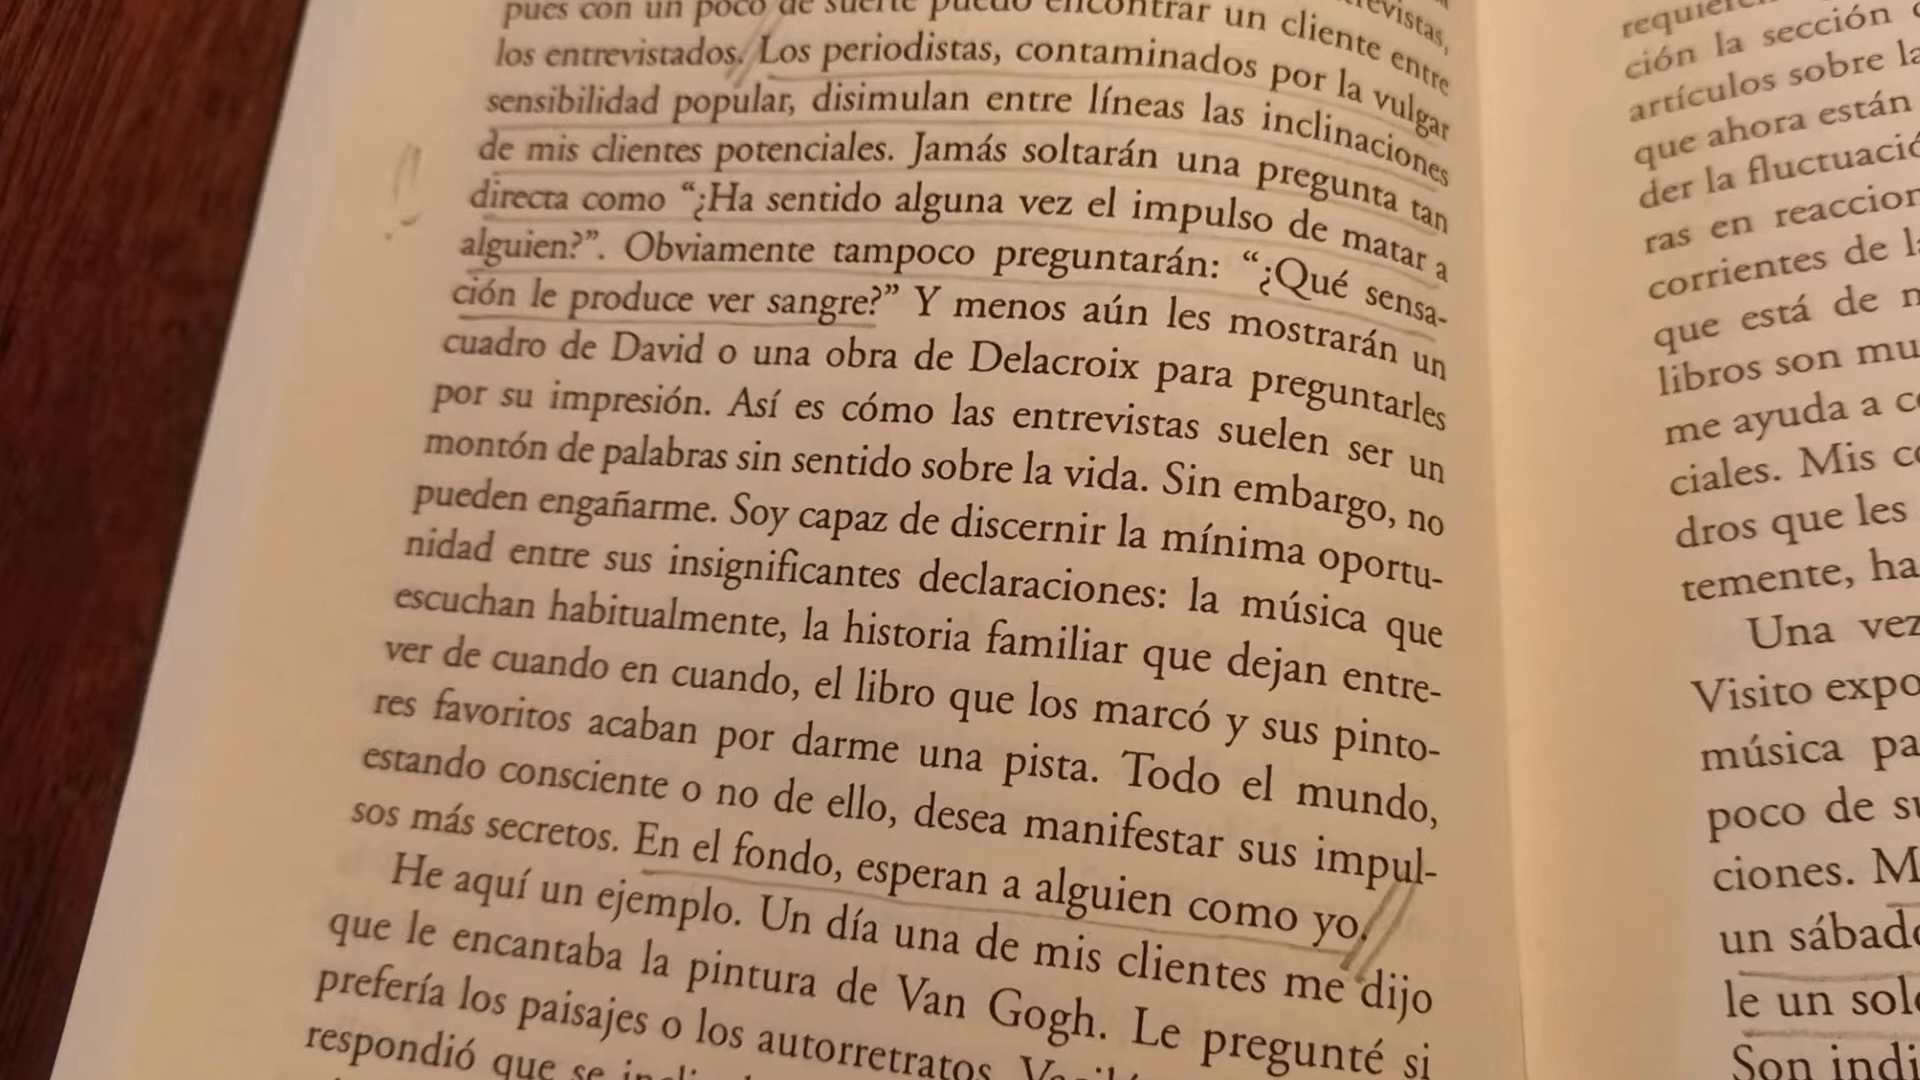 pues con un poco de suerte puedo encontrar un cliente entre
los entrevistados. Los periodistas, contaminados por la vulgar
sensibilidad popular, disimulan entre líneas las inclinaciones
de mis clientes potenciales. Jamás soltarán una pregunta tan
directa como “¿Ha sentido alguna vez el impulso de matar a
alguien?”. Obviamente tampoco preguntarán: “¿Qué sensa-
ción le produce ver sangre?” Y menos aún les mostrarán un
cuadro de David o una obra de Delacroix para preguntarles
por su impresión. Así es cómo las entrevistas suelen ser un
montón de palabras sin sentido sobre la vida. Sin embargo, no
pueden engañarme. Soy capaz de discernir la mínima oportu-
nidad entre sus insignificantes declaraciones: la música que
escuchan habitualmente, la historia familiar que dejan entre-
ver de cuando en cuando, el libro que los marcó y sus pinto-
res favoritos acaban por darme una pista. Todo el mundo,
estando consciente o no de ello, desea manifestar sus impul-
sos más secretos. En el fondo, esperan a alguien como yo.
He aquí un ejemplo. Un día una de mis clientes me dijo
que le encantaba la pintura de Van Gogh. Le pregunté si
prefería los paisajes o los autorretratos.
respondió que se
ción la sección
artículos sobre
que ahora están
der la
ras en
corrientes de
que está de
libros son
me ayuda a
ciales. Mis
dros que les
temente,
Una vez
Visito
música
poco de
ciones.
un
le un
Son